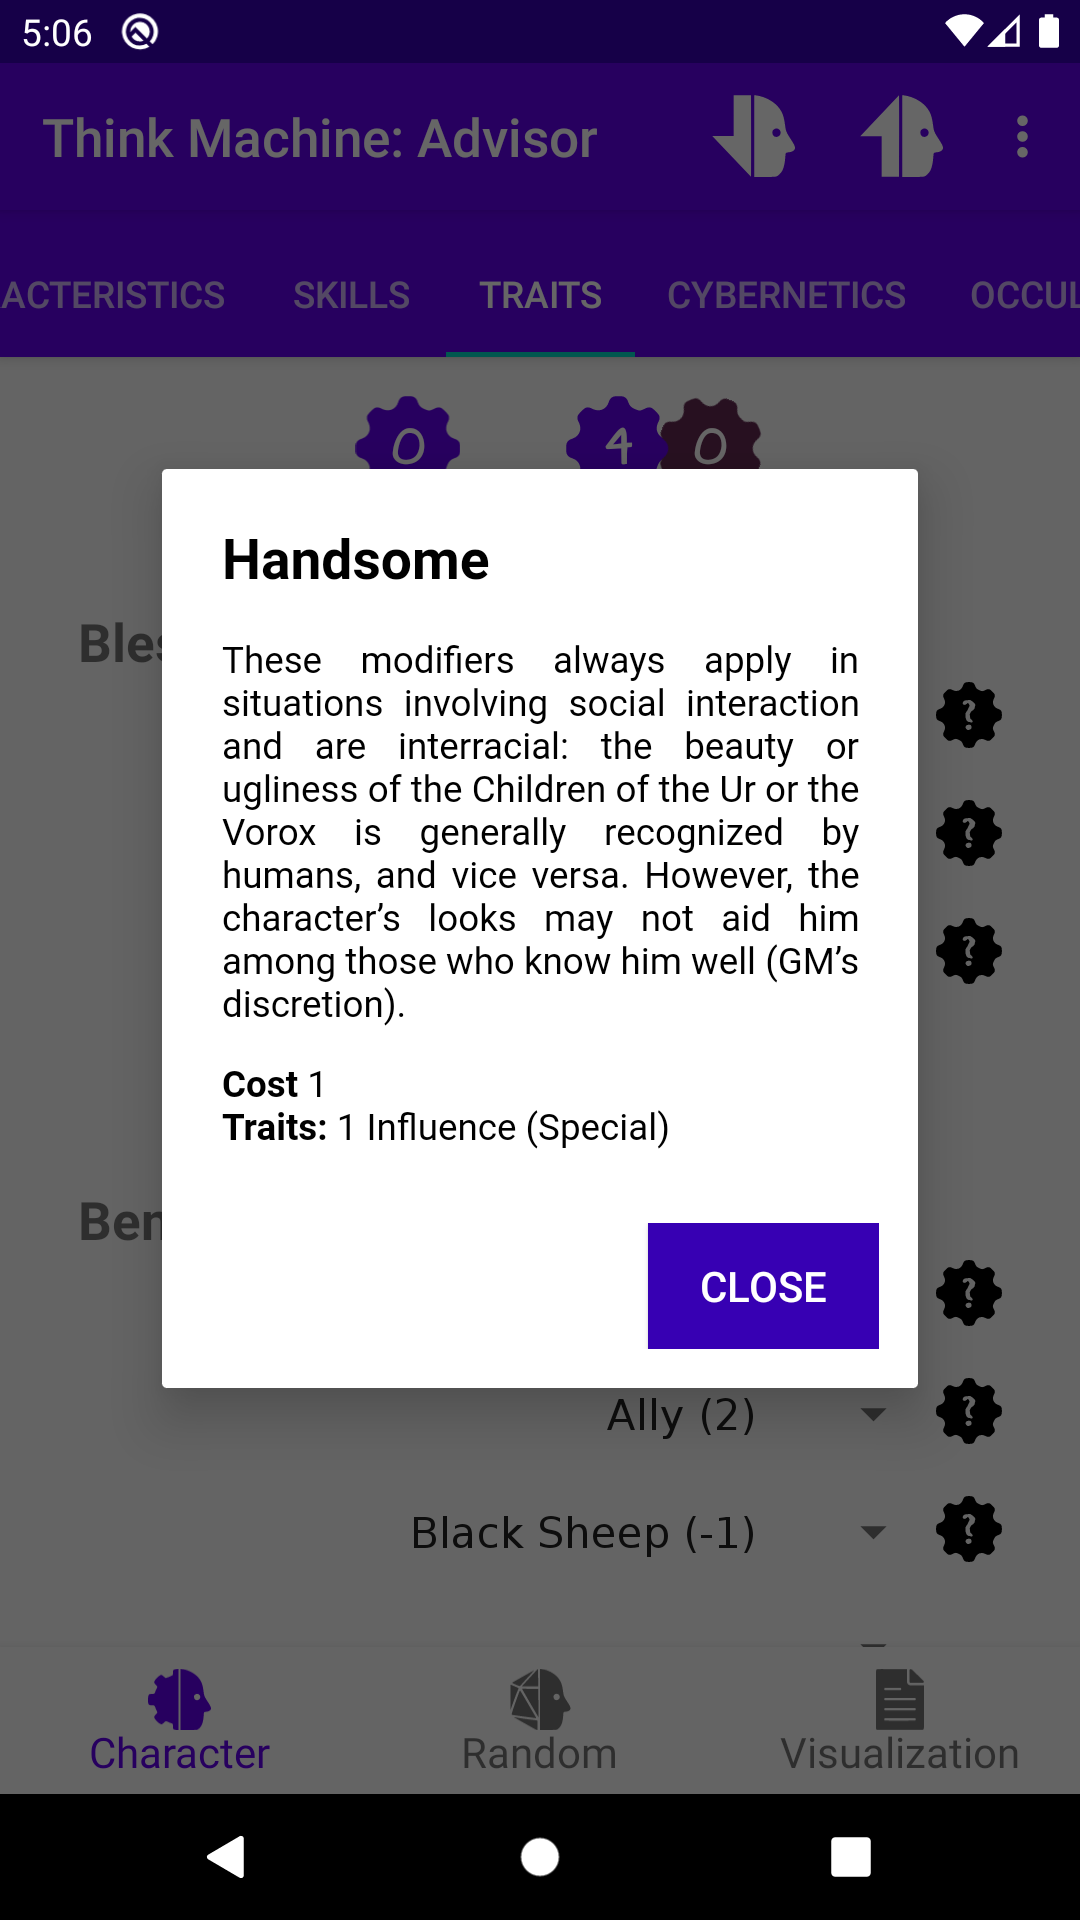 5:06
Think Machine: Advisor
ACTERISTICS SKILLS TRAITS CYBERNETICS OCCUL
0 4 0
Handsome
Bles
These modifiers always apply in
situations involving social interaction
and are interracial: the beauty or
ugliness of the Children of the Ur or the
Vorox is generally recognized by
humans, and vice versa. However, the
character’s looks may not aid him
among those who know him well (GM’s
discretion).
Cost 1
Traits: 1 Influence (Special)
Ben
CLOSE
?
?
?
?
Ally (2) ?
Black Sheep (-1) ?
Character Random Visualization